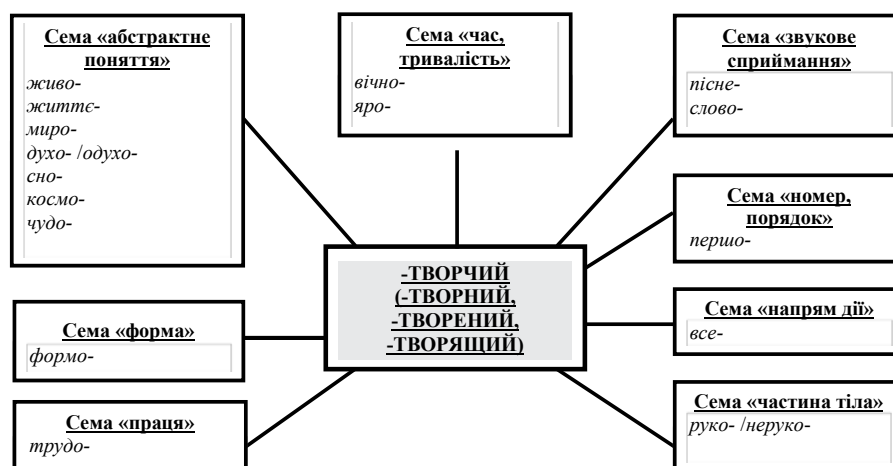 Сема «абстрактне
поняття»
живо-
життє-
миро-
духо- /одухо-
сно-
космо-
чудо-
Сема «час,
тривалість»
вічно-
яро-
Сема «звукове
сприймання»
пісне-
слово-
Сема «номер,
порядок»
першо-
-ТВОРЧИЙ
(-ТВОРНИЙ,
-ТВОРЕНИЙ,
-ТВОРЯЩИЙ)
Сема «форма»
формо-
Сема «напрям дії»
все-
Сема «праця»
трудо-
Сема «частина тіла»
руко- /неруко-